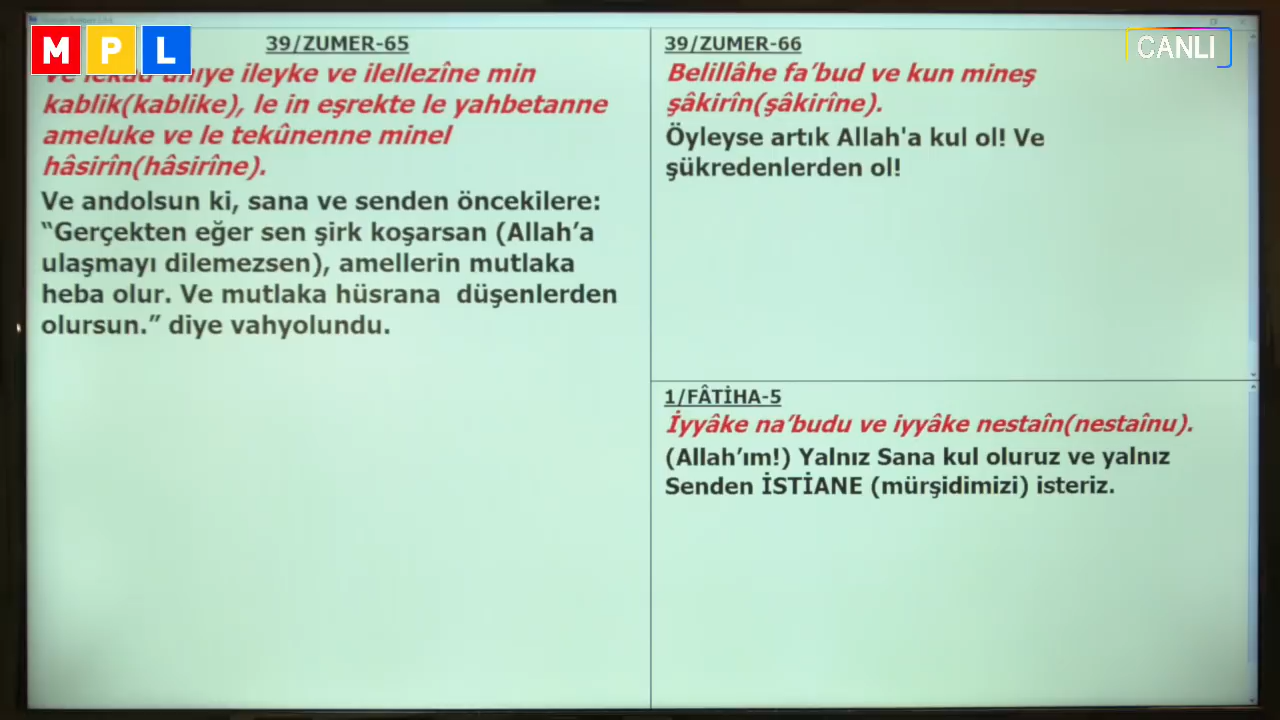 M P L
CANLI
39/ZUMER-65
ileyke ve ilellezîne min
kablik(kablike), le in eşrekte le yahbetanne
ameluke ve le tekûnenne minel
hâsirîn(hâsirîne).
Ve andolsun ki, sana ve senden öncekilere:
“Gerçekten eğer sen şirk koşarsan (Allah’a
ulaşmayı dilemezsen), amellerin mutlaka
heba olur. Ve mutlaka hüsrana düşenlerden
olursun.” diye vahyolundu.
39/ZUMER-66
Belillâhe fa’bud ve kun mineş
şâkirîn(şâkirîne).
Öyleyse artık Allah'a kul ol! Ve
şükredenlerden ol!
1/FÂTİHA-5
İyyâke na’budu ve iyyâke nestaîn(nestaînu).
(Allah’ım!) Yalnız Sana kul oluruz ve yalnız
Senden İSTİANE (mürşidimizi) isteriz.